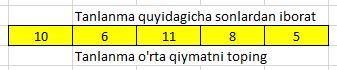 Tanlanma quyidagicha sonlardan iborat
10 6 11 8 5
Tanlanma o'rta qiymatni toping